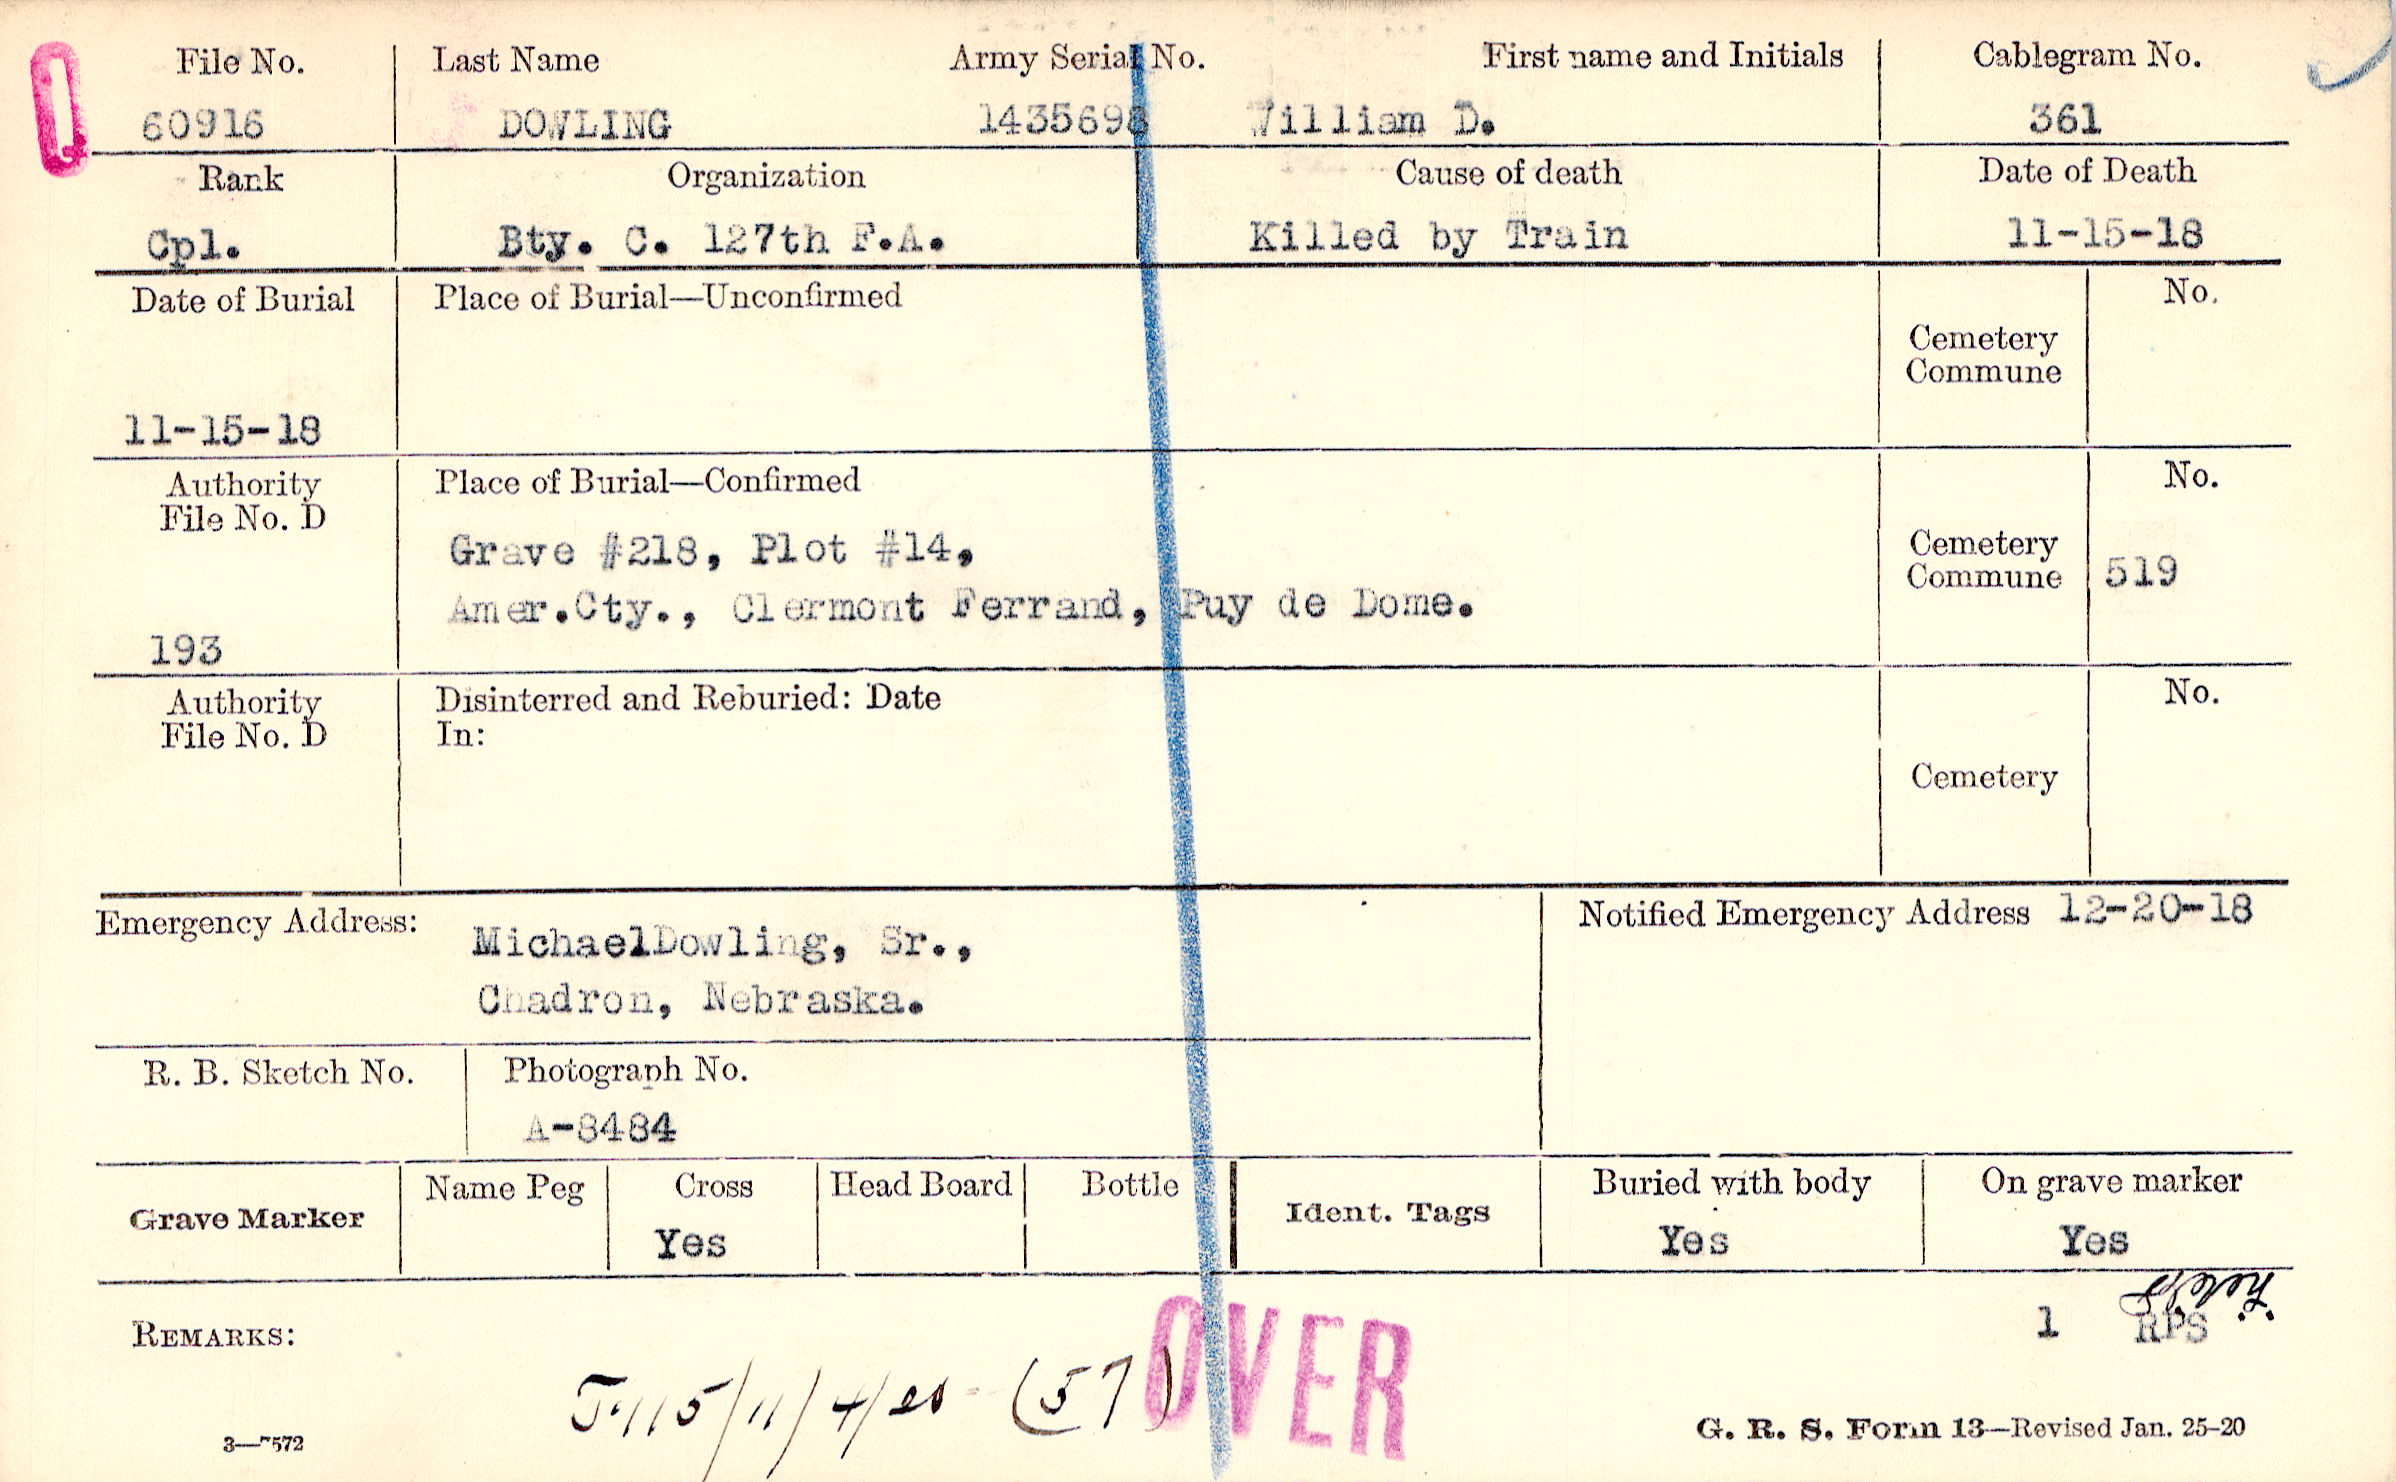 File No. Last Name Army Serial No. First name and Initials Cablegram No.
60916 DOWLING 1435698 William D. 361
Rank Organization Cause of death Date of Death
Cpl. Bty. C. 127th F.A. Killed by Train 11-15-18
Date of Burial Place of Burial—Unconfirmed No.
Cemetery
Commune
11-15-18
Authority Place of Burial—Confirmed No.
File No. D
Grave #218, Plot #14,
Cemetery
Commune 519
Amer.Cty., Clermont Ferrand, Puy de Dome.
193
Authority Disinterred and Reburied: Date No.
File No. D In:
Cemetery
Emergency Address: Notified Emergency Address 12-20-18
MichaelDowling, Sr.,
Chadron, Nebraska.
R. B. Sketch No. Photograph No.
A-8484
Grave Marker Name Peg Cross Head Board Bottle Ident. Tags Buried with body On grave marker
Yes Yes Yes
1 RPS
REMARKS:
OVER
115/11/4/20 (57)
3—7572 G. R. S. Form 13—Revised Jan. 25-20